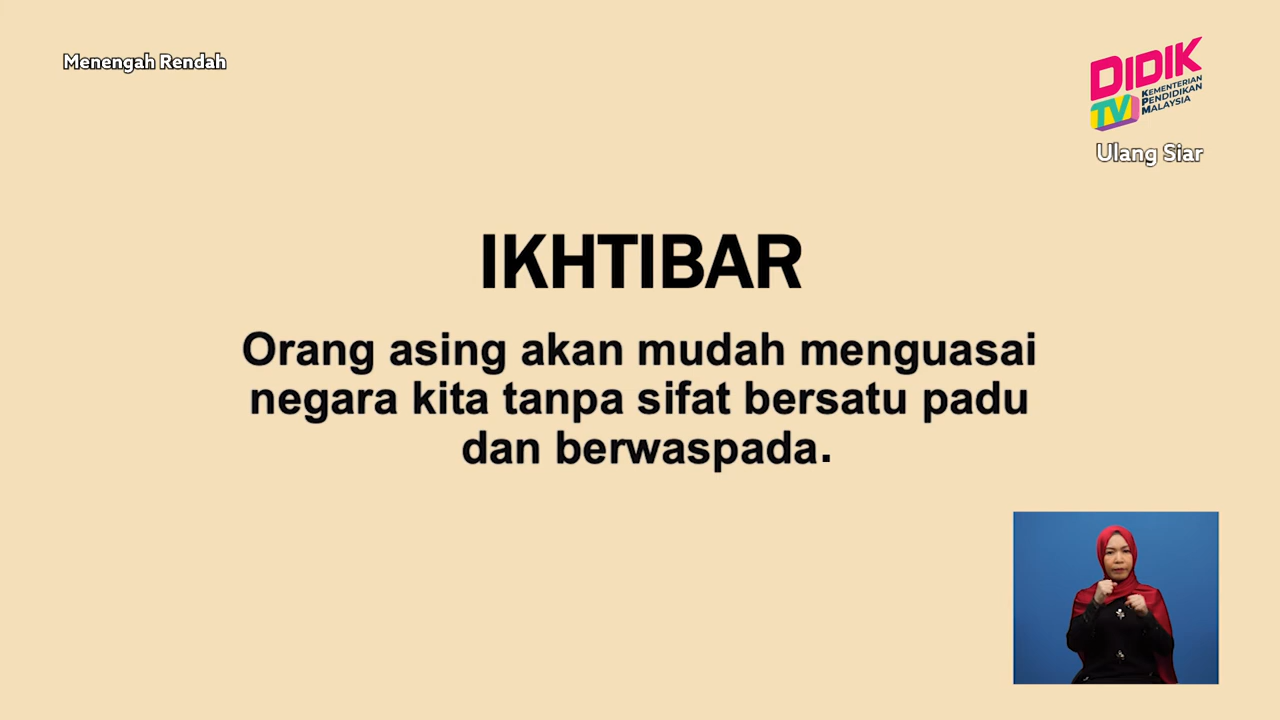 Menengah Rendah
DIDIK
TV
KEMENTERIAN
PENDIDIKAN
MALAYSIA
Ulang Siar
IKHTIBAR
Orang asing akan mudah menguasai
negara kita tanpa sifat bersatu padu
dan berwaspada.